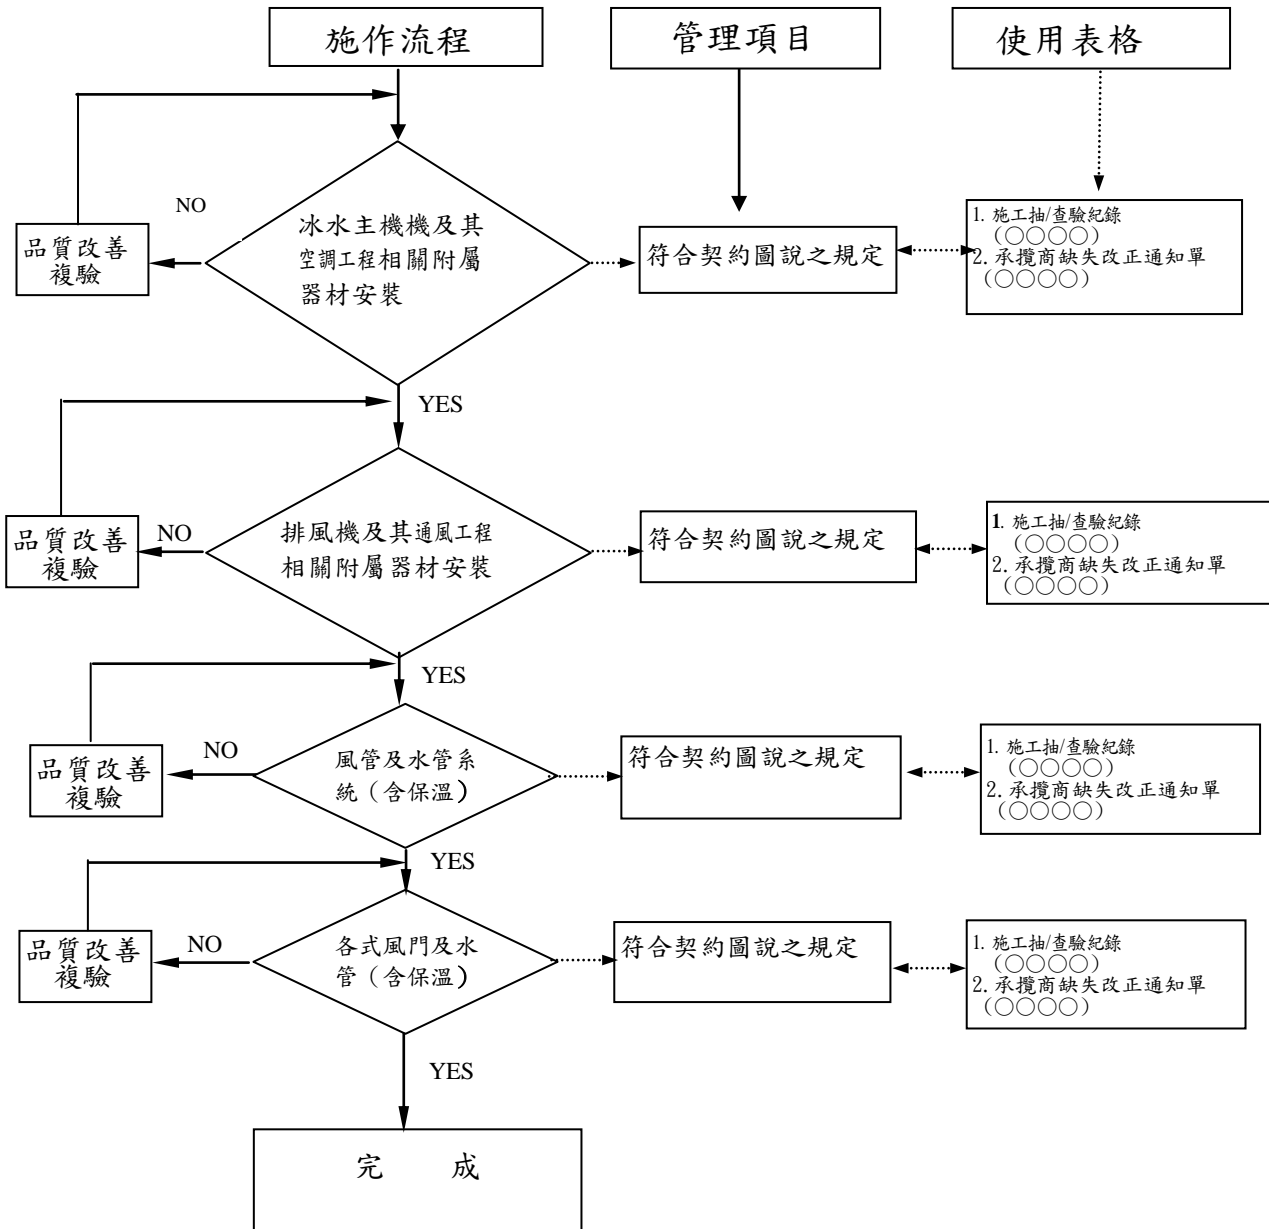 施作流程
管理項目
使用表格
NO
品質改善
複驗
冰水主機機及其
空調工程相關附屬
器材安裝
符合契約圖說之規定
1. 施工抽/查驗紀錄
(○○○○)
2. 承攬商缺失改正通知單
(○○○○)
YES
NO
品質改善
複驗
排風機及其通風工程
相關附屬器材安裝
符合契約圖說之規定
1. 施工抽/查驗紀錄
(○○○○)
2. 承攬商缺失改正通知單
(○○○○)
YES
NO
品質改善
複驗
風管及水管系
統（含保溫）
符合契約圖說之規定
1. 施工抽/查驗紀錄
(○○○○)
2. 承攬商缺失改正通知單
(○○○○)
YES
NO
品質改善
複驗
各式風門及水
管（含保溫）
符合契約圖說之規定
1. 施工抽/查驗紀錄
(○○○○)
2. 承攬商缺失改正通知單
(○○○○)
YES
完 成